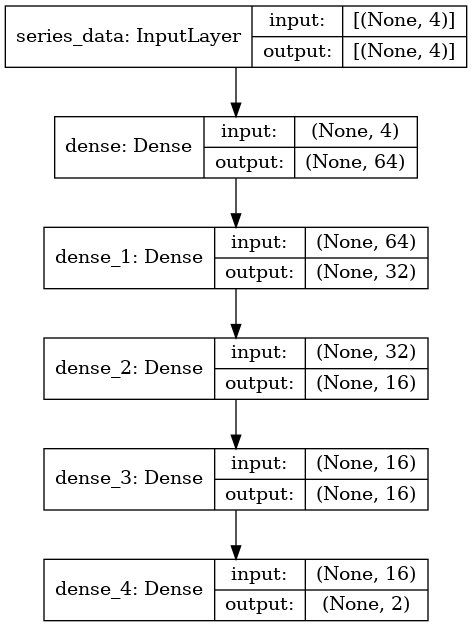 series_data: InputLayer
input: [(None, 4)]
output: [(None, 4)]
dense: Dense
input: (None, 4)
output: (None, 64)
dense_1: Dense
input: (None, 64)
output: (None, 32)
dense_2: Dense
input: (None, 32)
output: (None, 16)
dense_3: Dense
input: (None, 16)
output: (None, 16)
dense_4: Dense
input: (None, 16)
output: (None, 2)